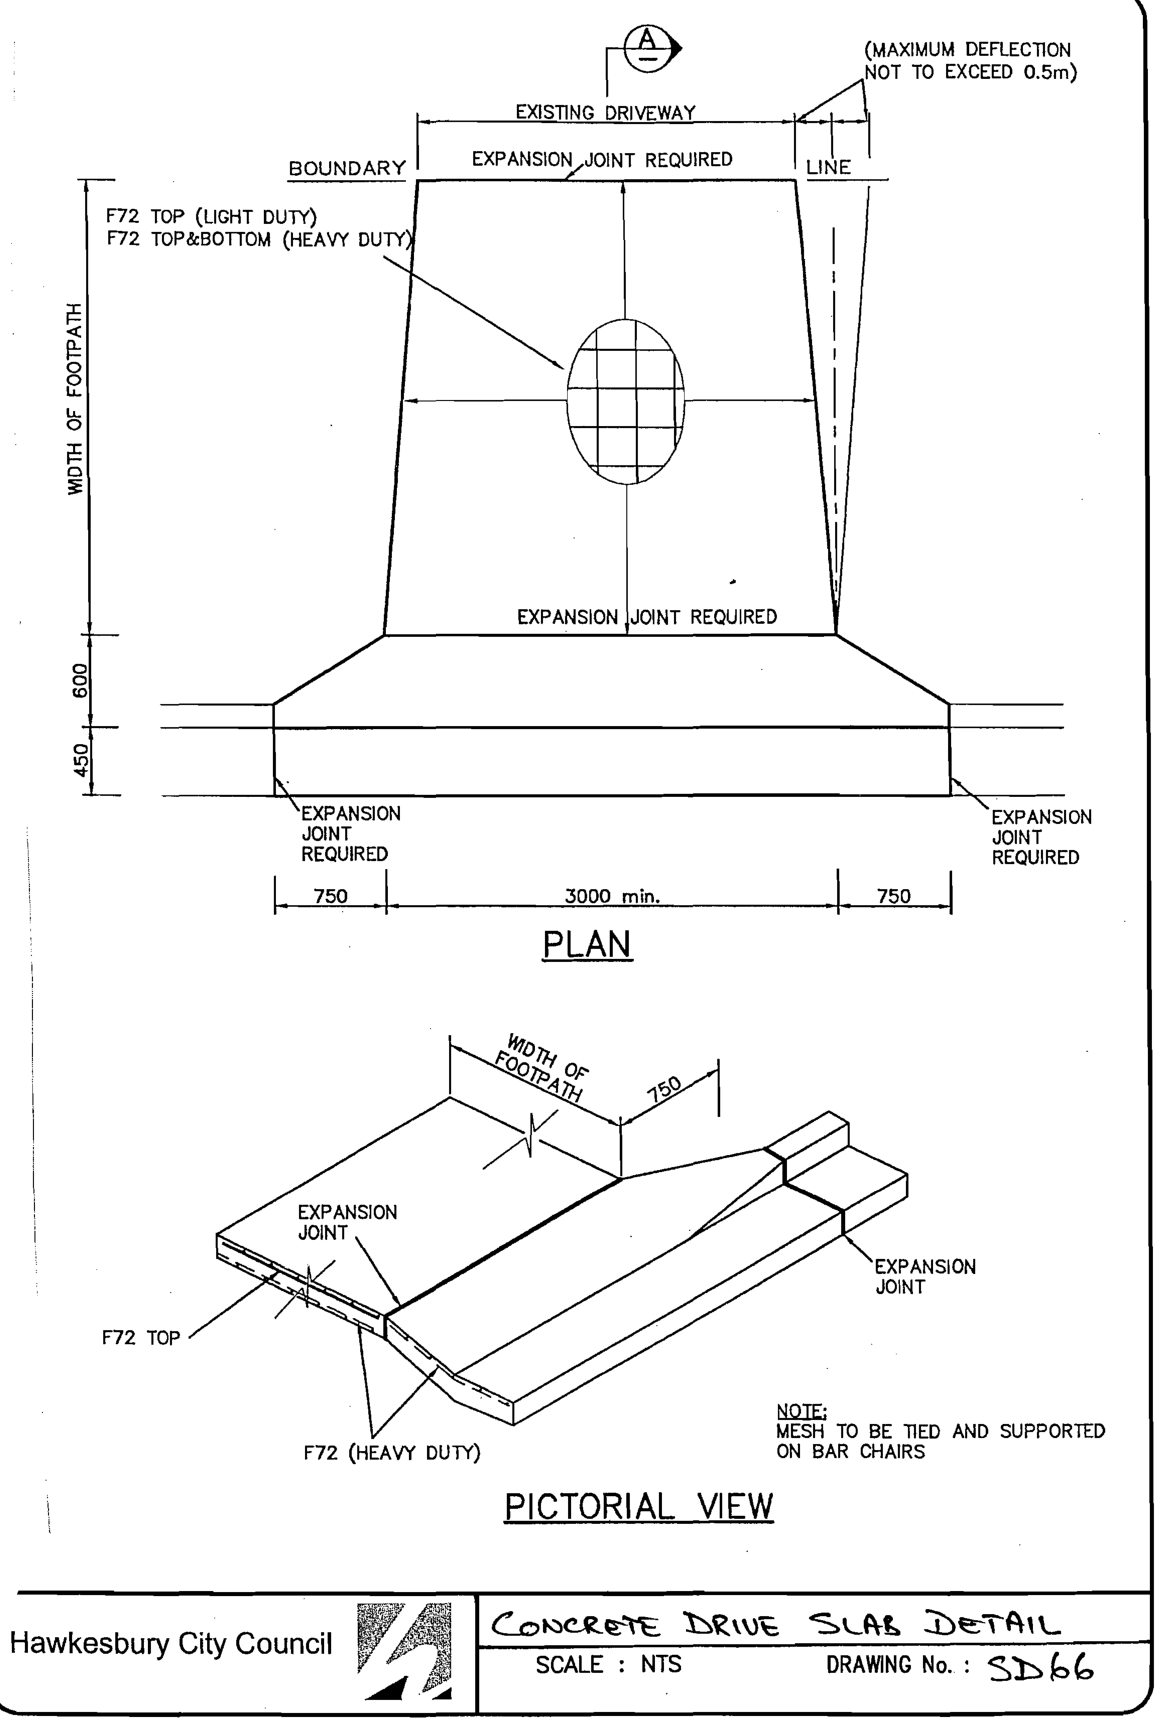 A
(MAXIMUM DEFLECTION
NOT TO EXCEED 0.5m)
EXISTING DRIVEWAY
BOUNDARY
EXPANSION JOINT REQUIRED
LINE
F72 TOP (LIGHT DUTY)
F72 TOP&BOTTOM (HEAVY DUTY)
WIDTH OF FOOTPATH
EXPANSION JOINT REQUIRED
600
450
EXPANSION
JOINT
REQUIRED
EXPANSION
JOINT
REQUIRED
750
3000 min.
750
PLAN
WIDTH OF
FOOTPATH
750
EXPANSION
JOINT
EXPANSION
JOINT
F72 TOP
F72 (HEAVY DUTY)
NOTE:
MESH TO BE TIED AND SUPPORTED
ON BAR CHAIRS
PICTORIAL VIEW
Hawkesbury City Council
CONCRETE DRIVE SLAB DETAIL
SCALE : NTS
DRAWING No. : SD66